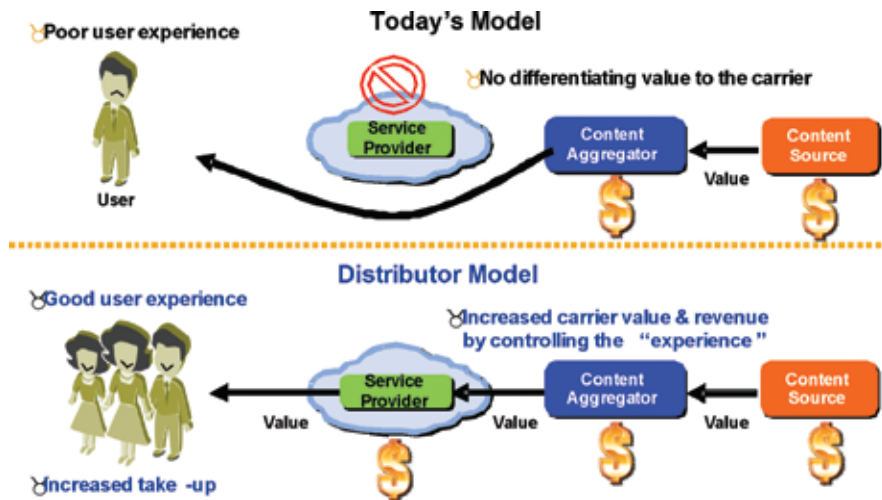 Today's Model
Poor user experience
No differentiating value to the carrier
Service
Provider
Content
Aggregator
Content
Source
Value
User
Distributor Model
Good user experience
Increased carrier value & revenue
by controlling the “experience”
Service
Provider
Content
Aggregator
Content
Source
Value
Value
Value
Increased take -up
$
$
$
$
$